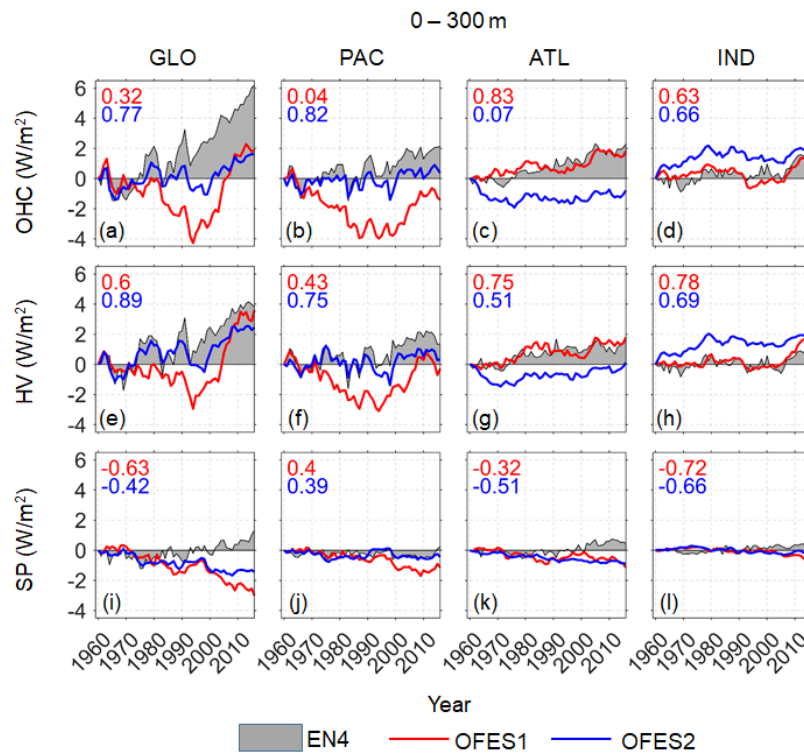 0 – 300 m
GLO PAC ATL IND
OHC (W/m²)
6
4
2
0
-2
-4
0.32
0.77
(a)
0.04
0.82
(b)
0.83
0.07
(c)
0.63
0.66
(d)
HV (W/m²)
6
4
2
0
-2
-4
0.6
0.89
(e)
0.43
0.75
(f)
0.75
0.51
(g)
0.78
0.69
(h)
SP (W/m²)
6
4
2
0
-2
-4
-0.63
-0.42
(i)
0.4
0.39
(j)
-0.32
-0.51
(k)
-0.72
-0.66
(l)
1960 1970 1980 1990 2000 2010
1960 1970 1980 1990 2000 2010
1960 1970 1980 1990 2000 2010
1960 1970 1980 1990 2000 2010
Year
EN4 OFES1 OFES2